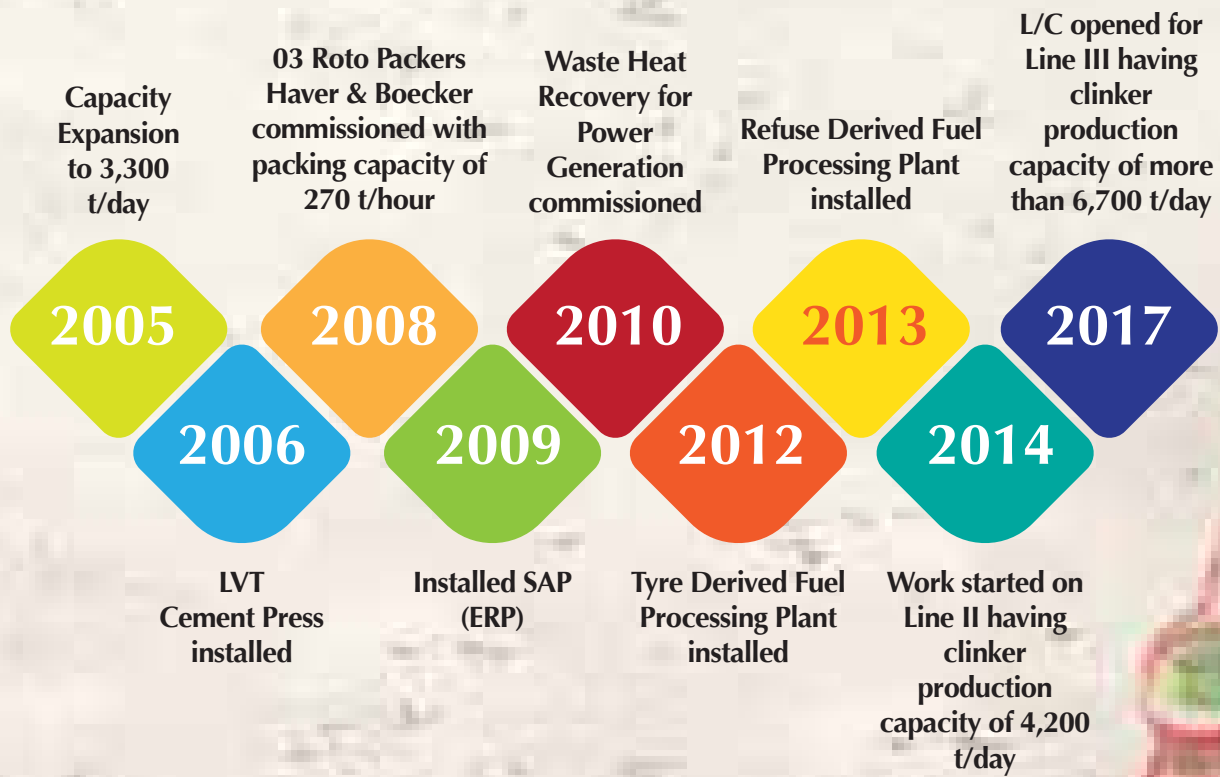 Capacity
Expansion
to 3,300
t/day
2005
LVT
Cement Press
installed
2006
03 Roto Packers
Haver & Boecker
commissioned with
packing capacity of
270 t/hour
2008
Installed SAP
(ERP)
2009
Waste Heat
Recovery for
Power
Generation
commissioned
2010
Tyre Derived Fuel
Processing Plant
installed
2012
Refuse Derived Fuel
Processing Plant
installed
2013
Work started on
Line II having
clinker
production
capacity of 4,200
t/day
2014
L/C opened for
Line III having
clinker
production
capacity of more
than 6,700 t/day
2017